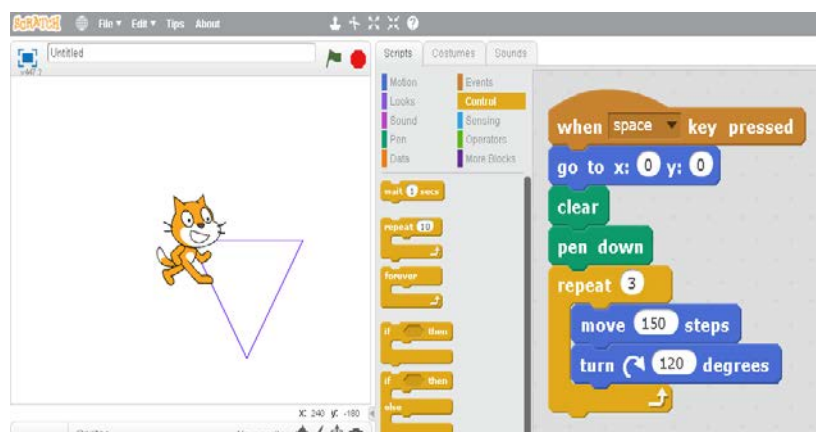 SCRATCH File ▾ Edit ▾ Tips About
Untitled
v447.2
Scripts Costumes Sounds
Motion Events
Looks Control
Sound Sensing
Pen Operators
Data More Blocks
wait 1 secs
repeat 10
forever
if then
if then
else
X: 240 y: -180
when space ▾ key pressed
go to x: 0 y: 0
clear
pen down
repeat 3
move 150 steps
turn ↻ 120 degrees